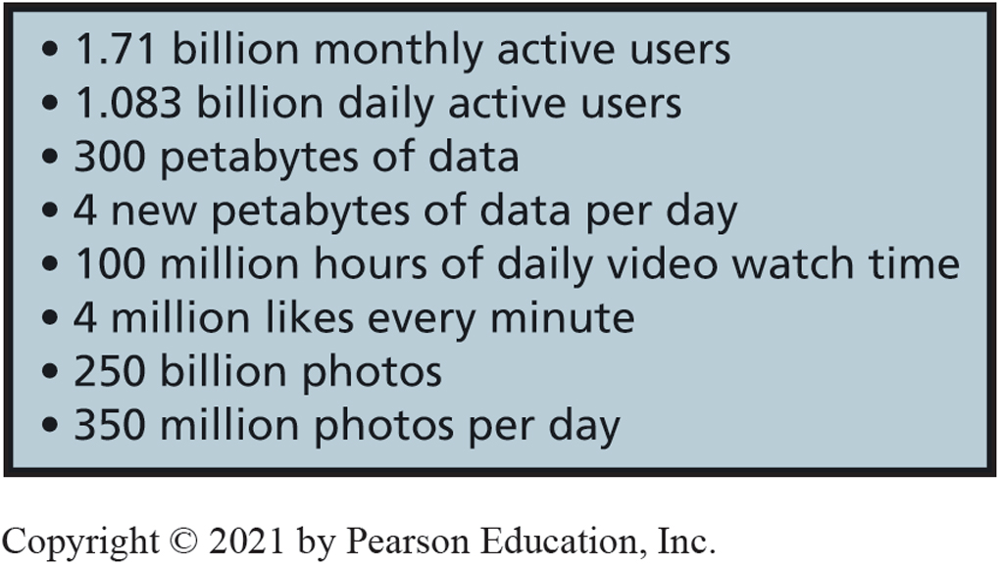 • 1.71 billion monthly active users
• 1.083 billion daily active users
• 300 petabytes of data
• 4 new petabytes of data per day
• 100 million hours of daily video watch time
• 4 million likes every minute
• 250 billion photos
• 350 million photos per day
Copyright © 2021 by Pearson Education, Inc.